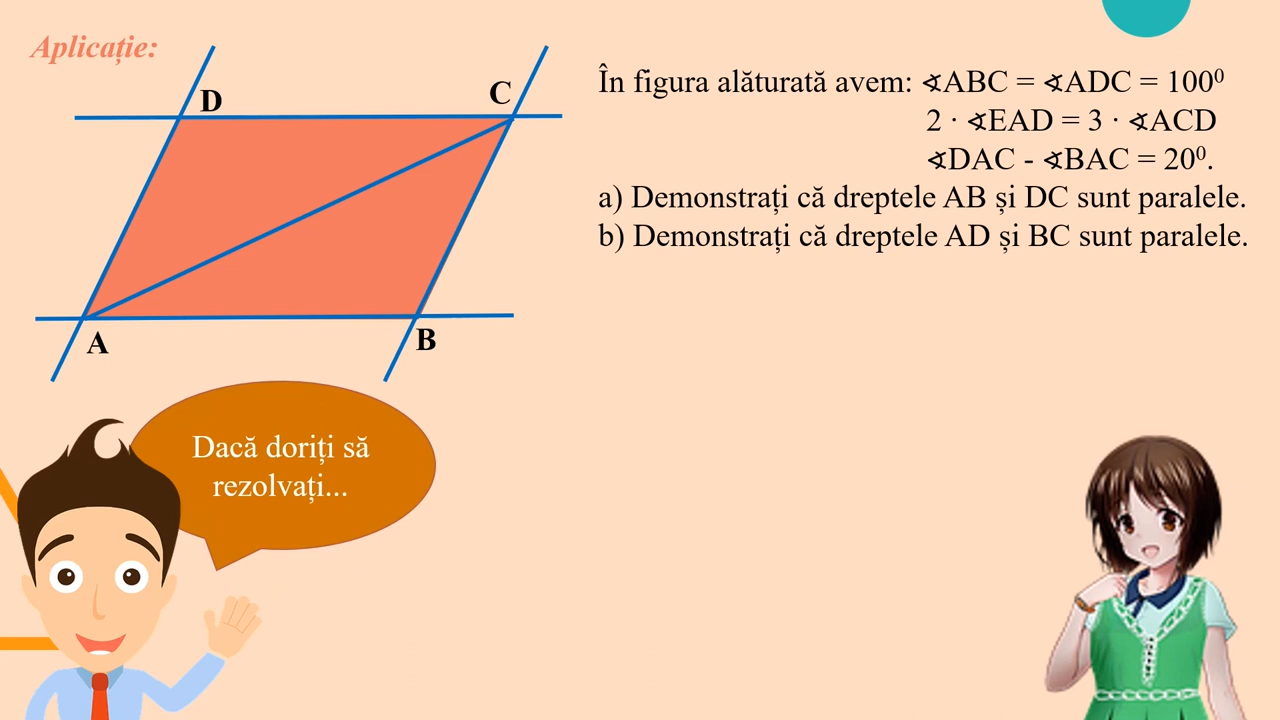 Aplicație:
D
C
A
B
În figura alăturată avem: ∢ABC = ∢ADC = 100⁰
2 · ∢EAD = 3 · ∢ACD
∢DAC - ∢BAC = 20⁰.
a) Demonstrați că dreptele AB și DC sunt paralele.
b) Demonstrați că dreptele AD și BC sunt paralele.
Dacă doriți să
rezolvați...